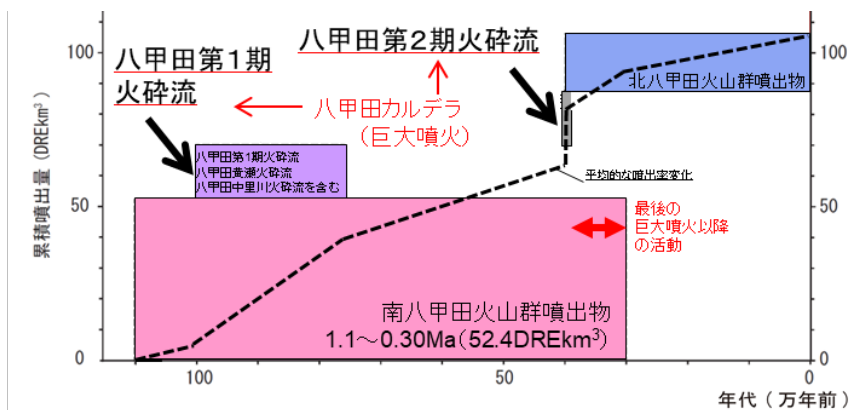 八甲田第1期
火砕流
八甲田第2期火砕流
八甲田カルデラ
(巨大噴火)
北八甲田火山群噴出物
八甲田第1期火砕流
八甲田黄瀬火砕流
八甲田中里川火砕流を含む
平均的な噴出率変化
最後の
巨大噴火以降
の活動
南八甲田火山群噴出物
1.1～0.30Ma(52.4DREkm³)
累積噴出量(DREkm³)
100
50
0
100
50
0
100
50
0
年代(万年前)